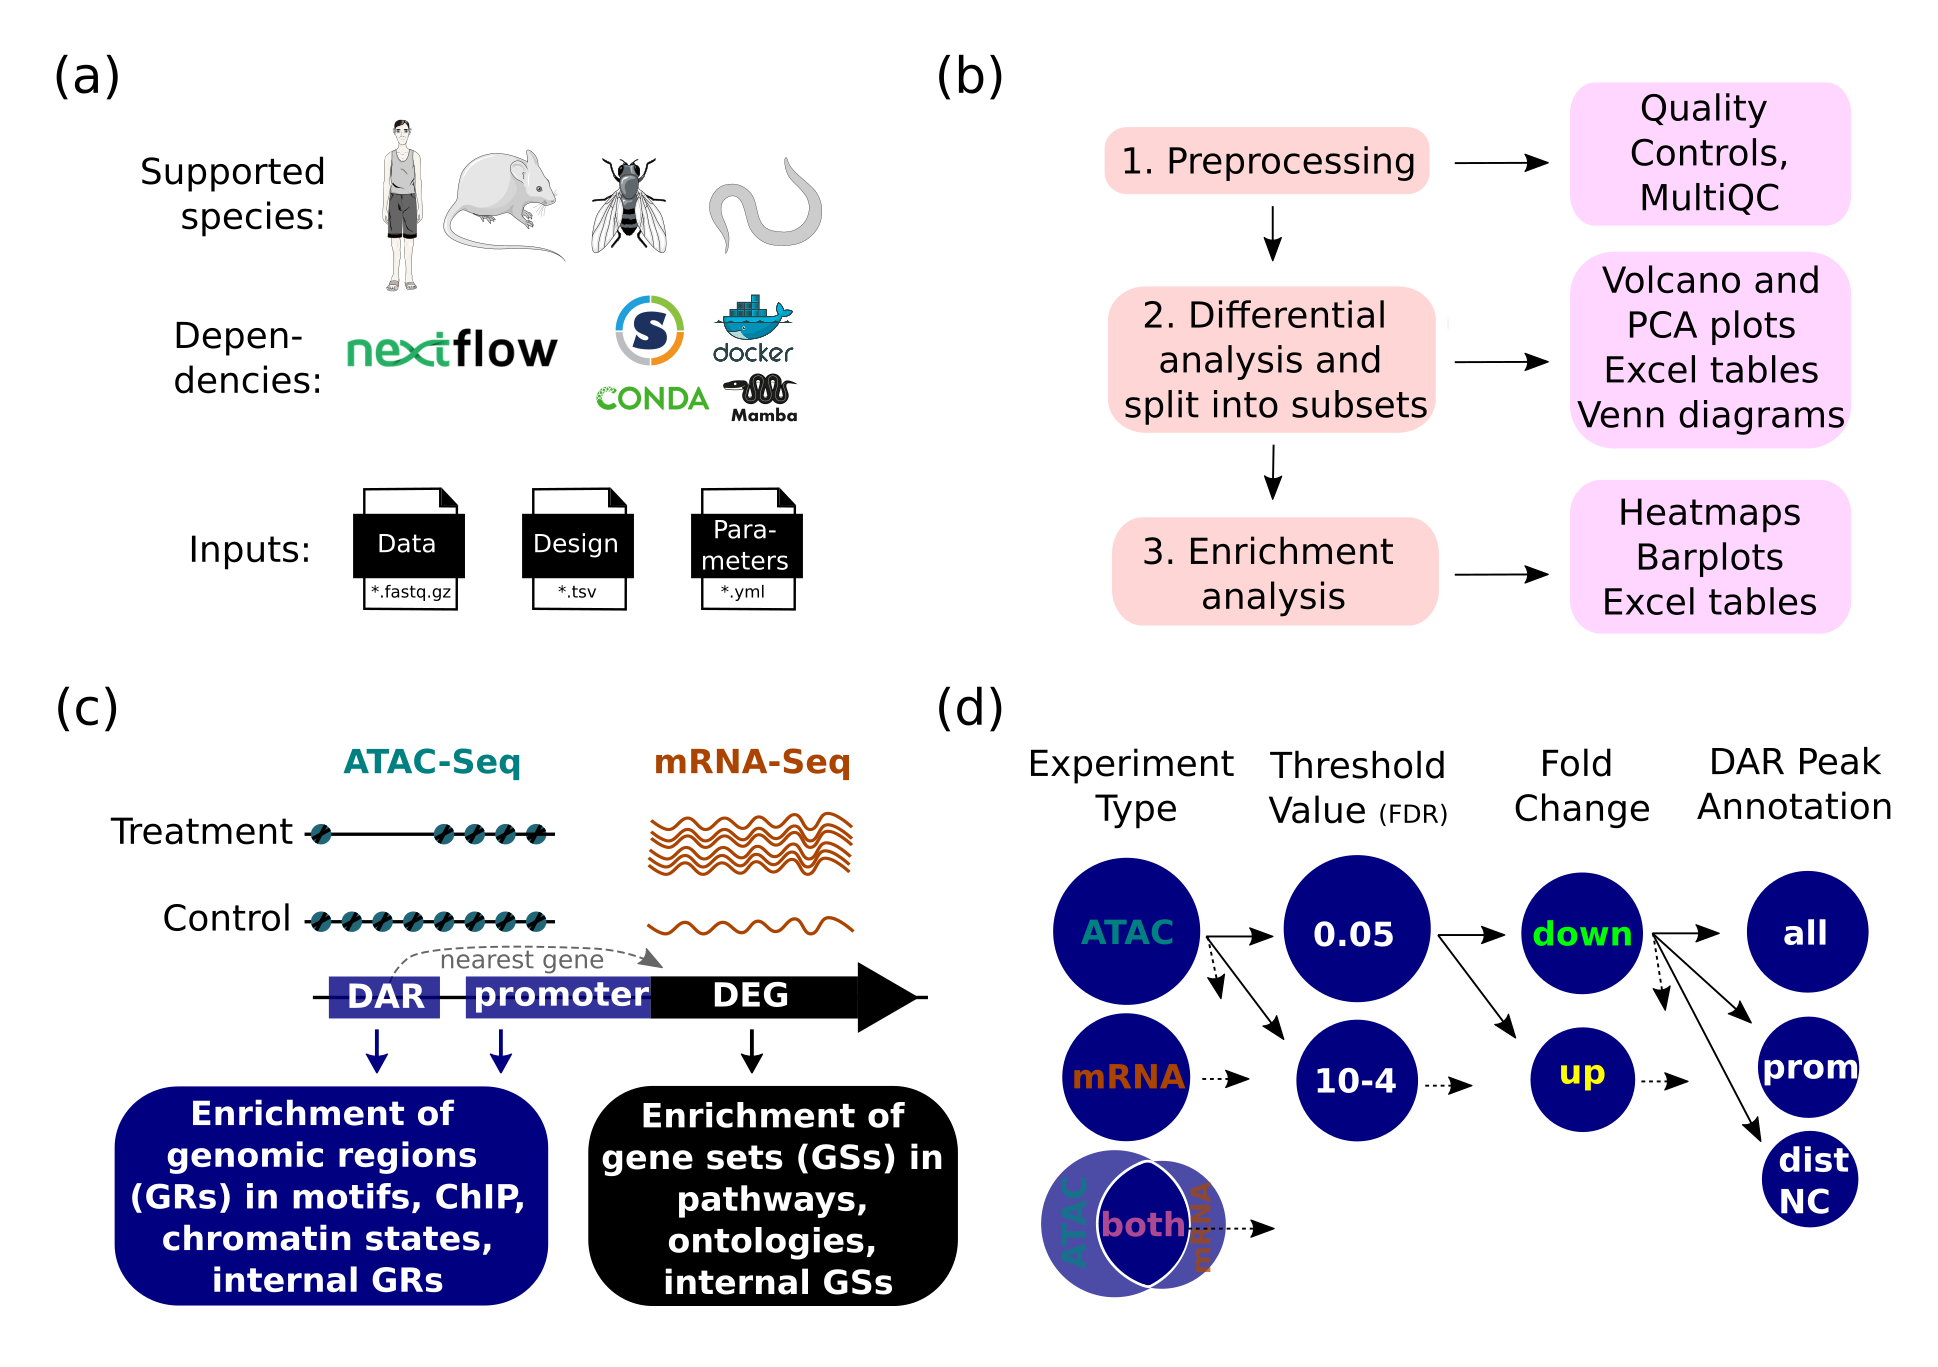 (a)
Supported
species:
Depen-
dencies:
nextflow
S
docker
CONDA
Mamba
Inputs:
Data
*.fastq.gz
Design
*.tsv
Para-
meters
*.yml
(b)
1. Preprocessing
Quality
Controls,
MultiQC
2. Differential
analysis and
split into subsets
Volcano and
PCA plots
Excel tables
Venn diagrams
3. Enrichment
analysis
Heatmaps
Barplots
Excel tables
(c)
ATAC-Seq
mRNA-Seq
Treatment
Control
nearest gene
DAR
promoter
DEG
Enrichment of
genomic regions
(GRs) in motifs, ChIP,
chromatin states,
internal GRs
Enrichment of
gene sets (GSs) in
pathways,
ontologies,
internal GSs
(d)
Experiment
Type
Threshold
Value (FDR)
Fold
Change
DAR Peak
Annotation
ATAC
0.05
down
all
mRNA
10-4
up
prom
ATAC
both
mRNA
dist
NC